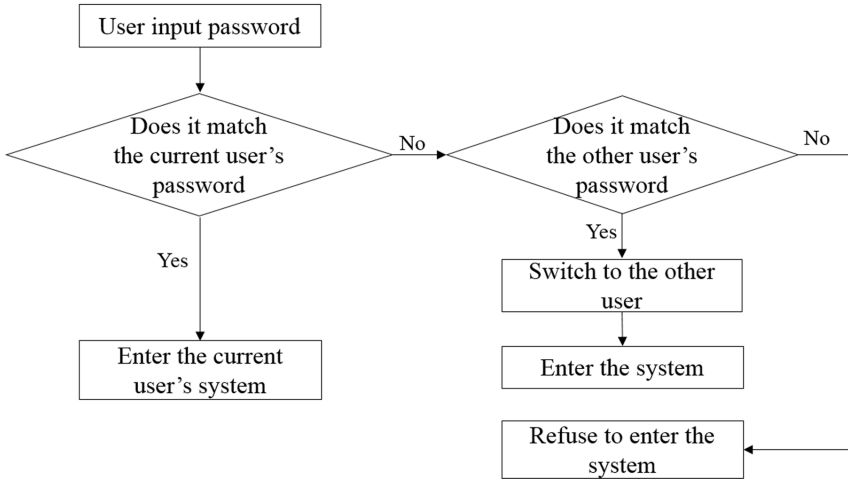 User input password
Does it match
the current user's
password
No
Does it match
the other user's
password
No
Yes
Yes
Switch to the other
user
Enter the current
user's system
Enter the system
Refuse to enter the
system